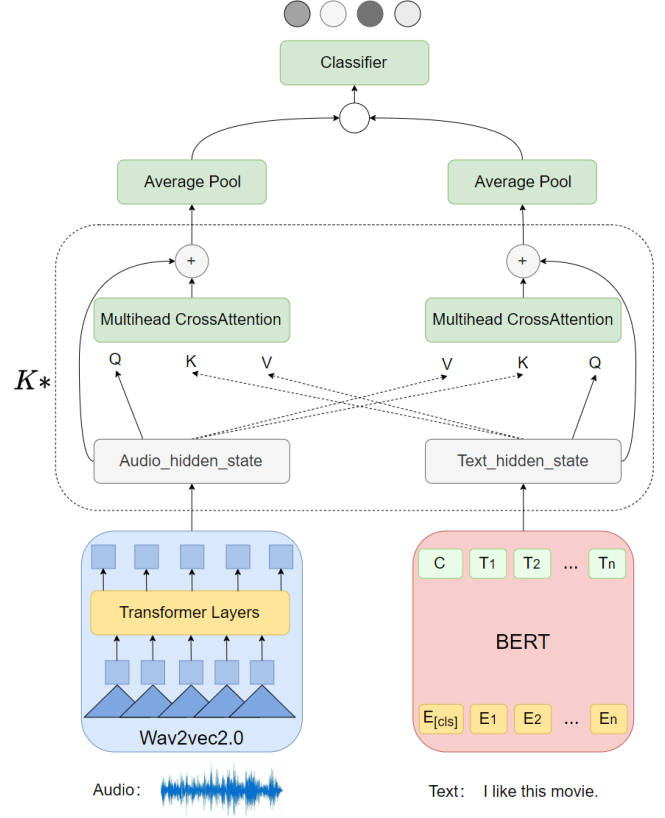 Classifier
Average Pool
Average Pool
+
+
Multihead CrossAttention
Multihead CrossAttention
Q
K
V
V
K
Q
K*
Audio_hidden_state
Text_hidden_state
C
T1
T2
...
Tn
Transformer Layers
BERT
E[cls]
E1
E2
...
En
Wav2vec2.0
Audio:
Text: I like this movie.